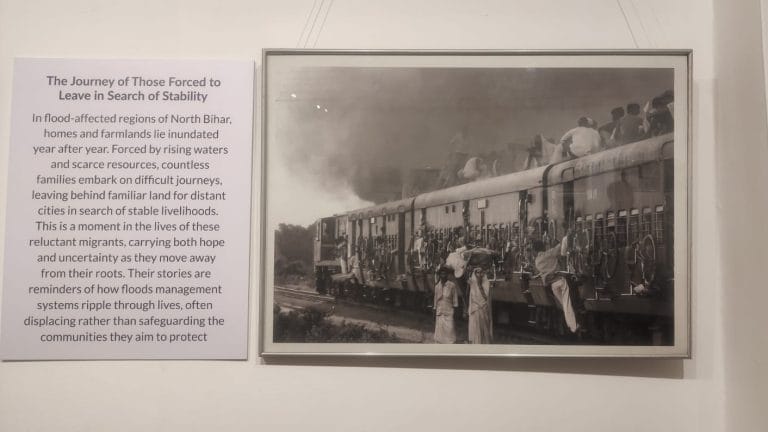 The Journey of Those Forced to
Leave in Search of Stability
In flood-affected regions of North Bihar,
homes and farmlands lie inundated
year after year. Forced by rising waters
and scarce resources, countless
families embark on difficult journeys,
leaving behind familiar land for distant
cities in search of stable livelihoods.
This is a moment in the lives of these
reluctant migrants, carrying both hope
and uncertainty as they move away
from their roots. Their stories are
reminders of how floods management
systems ripple through lives, often
displacing rather than safeguarding the
communities they aim to protect